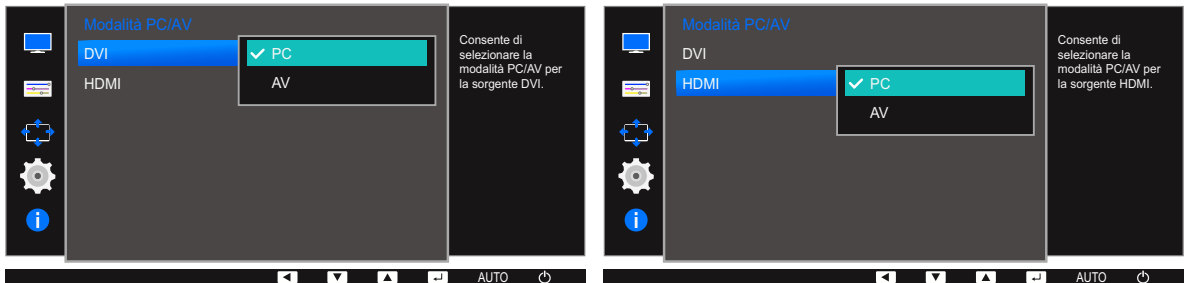 Modalità PC/AV
DVI
PC
HDMI
AV
Consente di
selezionare la
modalità PC/AV per
la sorgente DVI.
AUTO
Modalità PC/AV
DVI
HDMI
PC
AV
Consente di
selezionare la
modalità PC/AV per
la sorgente HDMI.
AUTO